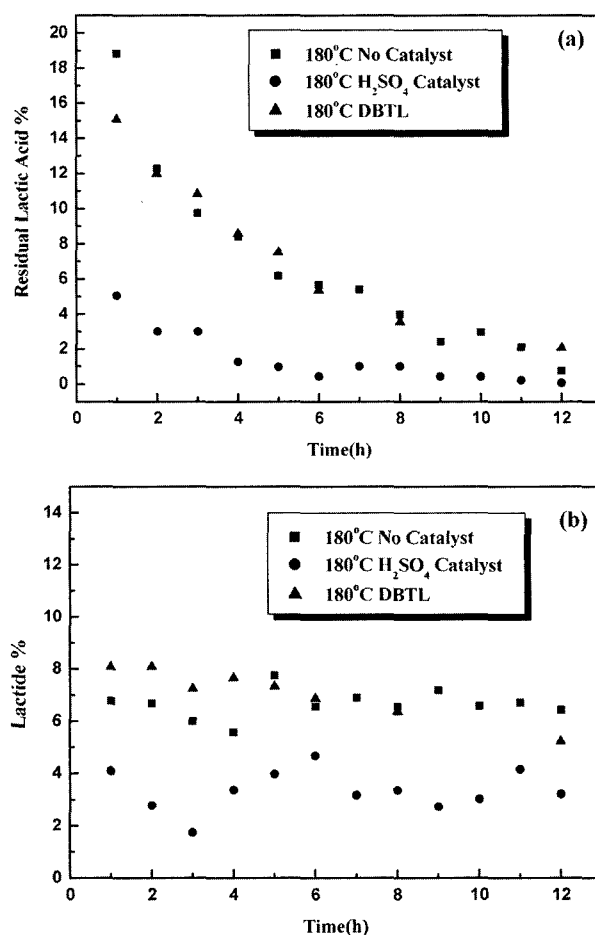 (a)
180°C No Catalyst
180°C H2SO4 Catalyst
180°C DBTL
Residual Lactic Acid %
20
18
16
14
12
10
8
6
4
2
0
0 2 4 6 8 10 12
Time(h)
(b)
180°C No Catalyst
180°C H2SO4 Catalyst
180°C DBTL
Lactide %
14
12
10
8
6
4
2
0
0 2 4 6 8 10 12
Time(h)